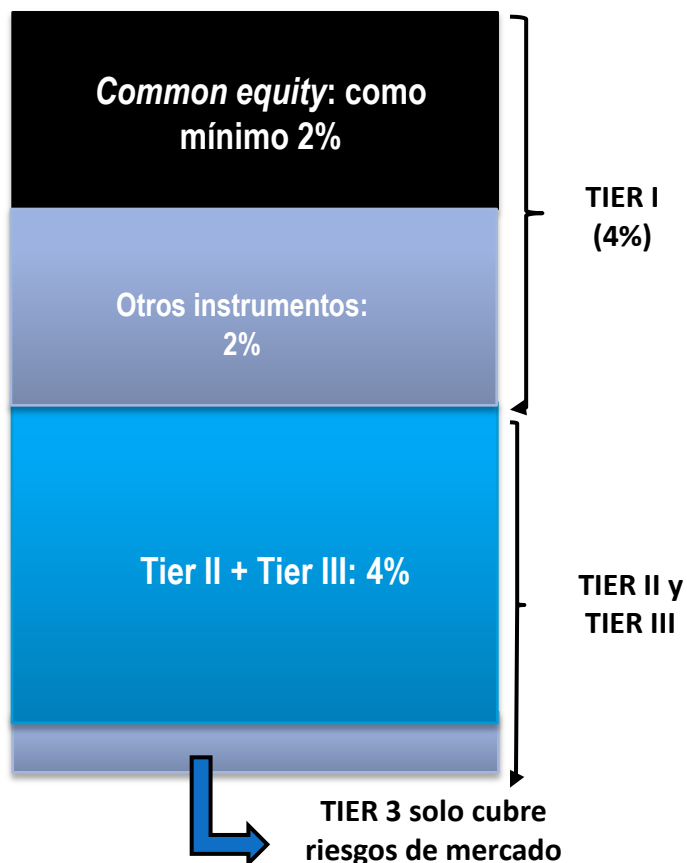 Common equity: como
mínimo 2%
TIER I
(4%)
Otros instrumentos:
2%
Tier II + Tier III: 4%
TIER II y
TIER III
TIER 3 solo cubre
riesgos de mercado